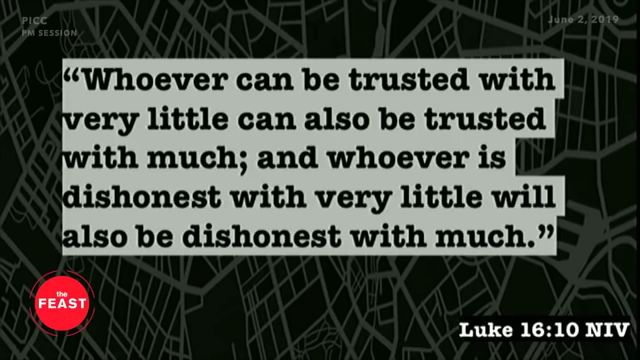 PICC
PM SESSION
June 2, 2019
“Whoever can be trusted with
very little can also be trusted
with much; and whoever is
dishonest with very little will
also be dishonest with much.”
the
FEAST
Luke 16:10 NIV